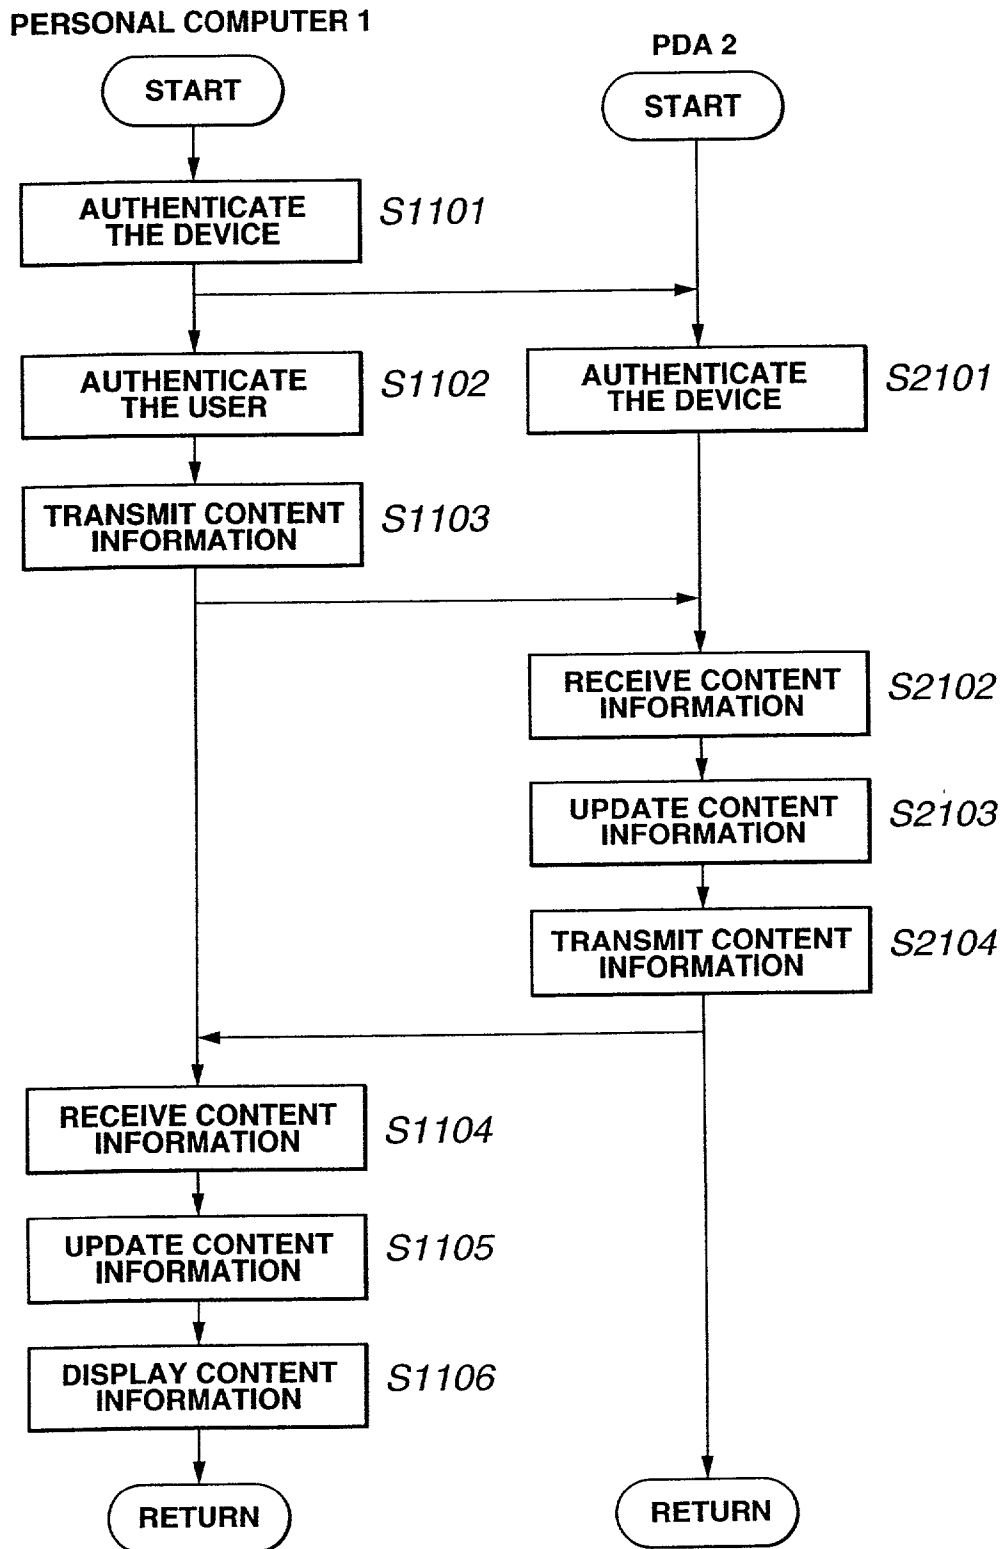 PERSONAL COMPUTER 1
PDA 2
START
START
AUTHENTICATE
THE DEVICE
S1101
AUTHENTICATE
THE USER
S1102
AUTHENTICATE
THE DEVICE
S2101
TRANSMIT CONTENT
INFORMATION
S1103
RECEIVE CONTENT
INFORMATION
S2102
UPDATE CONTENT
INFORMATION
S2103
TRANSMIT CONTENT
INFORMATION
S2104
RECEIVE CONTENT
INFORMATION
S1104
UPDATE CONTENT
INFORMATION
S1105
DISPLAY CONTENT
INFORMATION
S1106
RETURN
RETURN